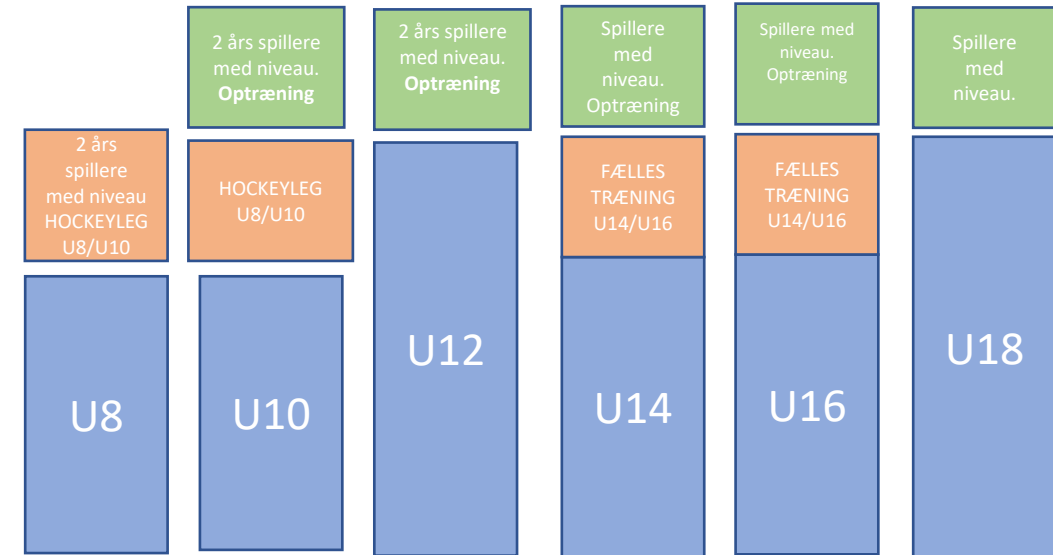 2 års spillere
med niveau.
Optræning
2 års spillere
med niveau.
Optræning
Spillere
med
niveau.
Optræning
Spillere med
niveau.
Optræning
Spillere
med
niveau.
2 års
spillere
med niveau
HOCKEYLEG
U8/U10
HOCKEYLEG
U8/U10
FÆLLES
TRÆNING
U14/U16
FÆLLES
TRÆNING
U14/U16
U8
U10
U12
U14
U16
U18